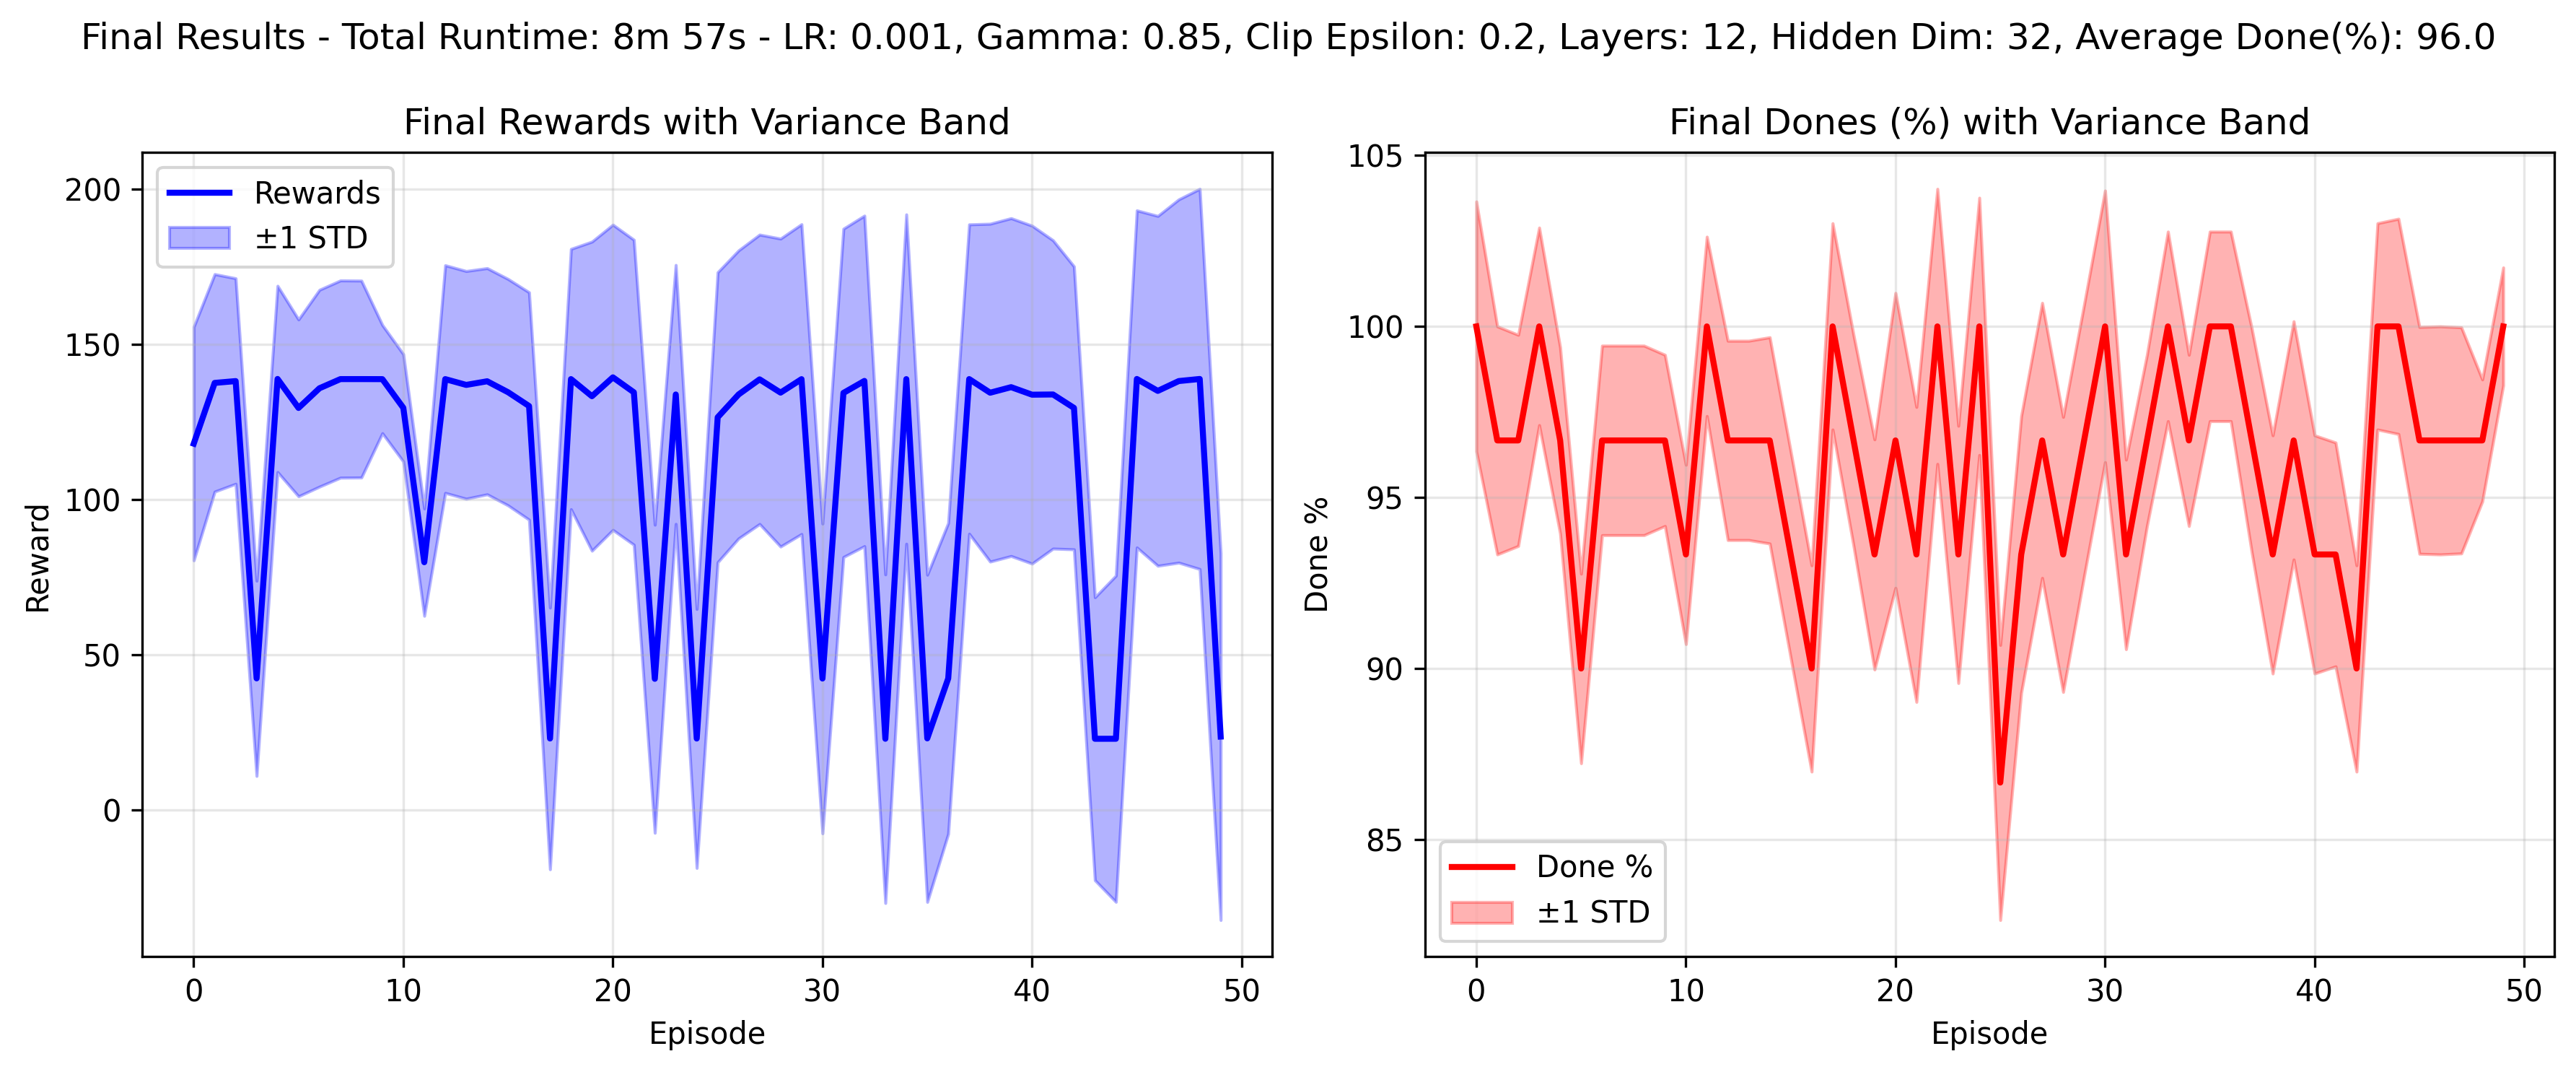 Final Results - Total Runtime: 8m 57s - LR: 0.001, Gamma: 0.85, Clip Epsilon: 0.2, Layers: 12, Hidden Dim: 32, Average Done(%): 96.0
Final Rewards with Variance Band
200
150
100
50
0
Reward
Rewards
±1 STD
0 10 20 30 40 50
Episode
Final Dones (%) with Variance Band
105
100
95
90
85
Done %
Done %
±1 STD
0 10 20 30 40 50
Episode